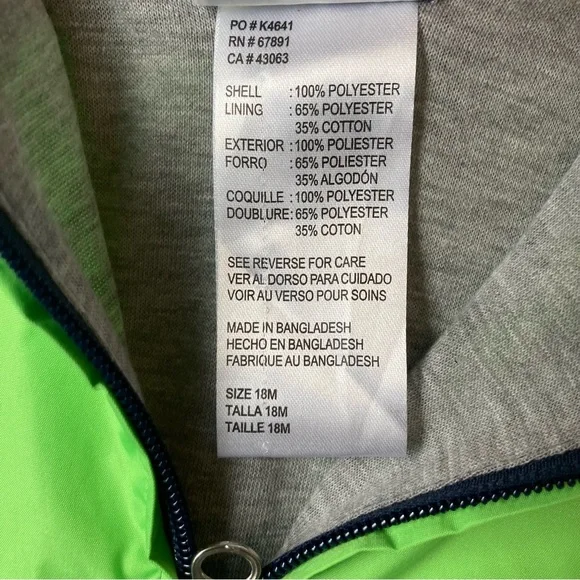 PO # K4641
RN # 67891
CA # 43063
SHELL : 100% POLYESTER
LINING : 65% POLYESTER
35% COTTON
EXTERIOR : 100% POLIESTER
FORRO : 65% POLIESTER
35% ALGODÓN
COQUILLE : 100% POLYESTER
DOUBLURE : 65% POLYESTER
35% COTON
SEE REVERSE FOR CARE
VER AL DORSO PARA CUIDADO
VOIR AU VERSO POUR SOINS
MADE IN BANGLADESH
HECHO EN BANGLADESH
FABRIQUE AU BANGLADESH
SIZE 18M
TALLA 18M
TAILLE 18M